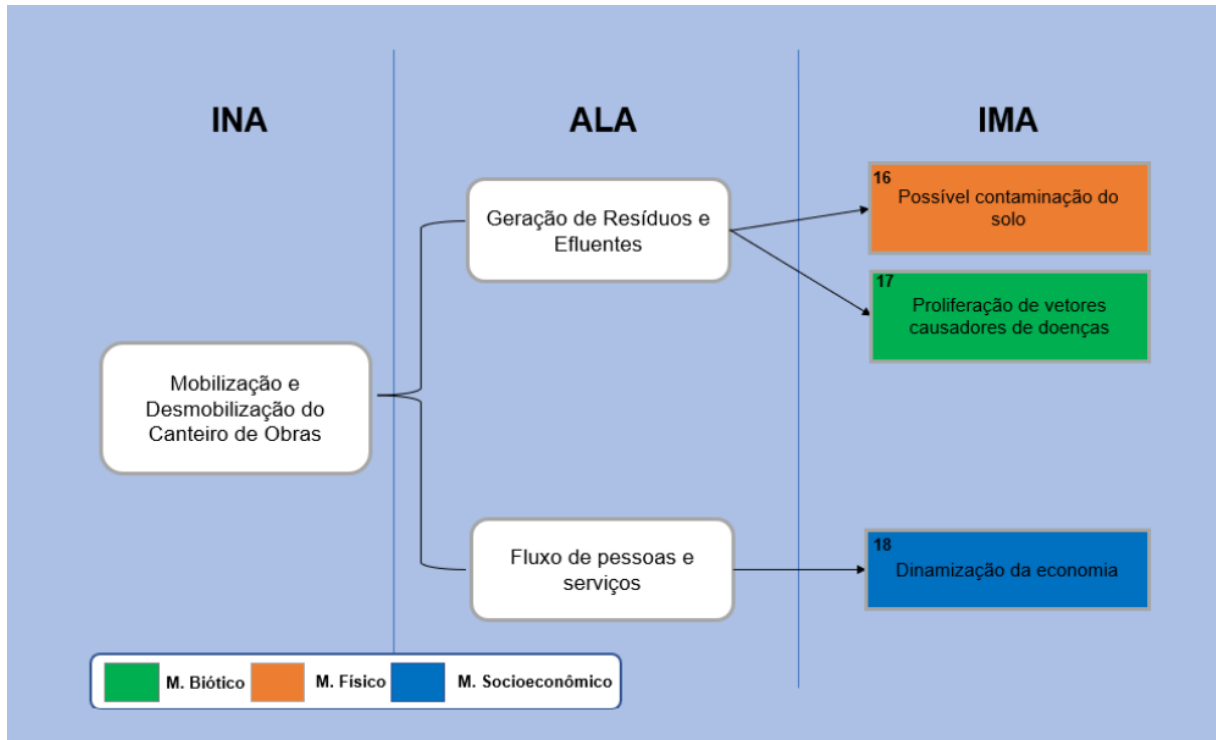 INA
ALA
IMA
Mobilização e
Desmobilização do
Canteiro de Obras
Geração de Resíduos e
Efluentes
Fluxo de pessoas e
serviços
16
Possível contaminação do
solo
17
Proliferação de vetores
causadores de doenças
18
Dinamização da economia
M. Biótico
M. Físico
M. Socioeconômico